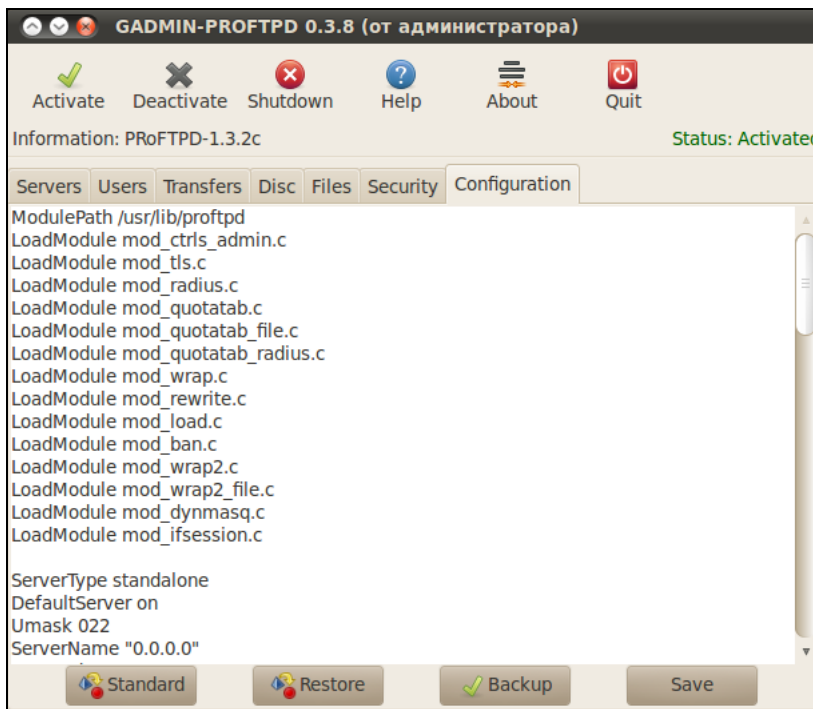 GADMIN-PROFTPD 0.3.8 (от администратора)
Activate Deactivate Shutdown Help About Quit
Information: PRoFTPD-1.3.2c Status: Activated
Servers Users Transfers Disc Files Security Configuration
ModulePath /usr/lib/proftpd
LoadModule mod_ctrls_admin.c
LoadModule mod_tls.c
LoadModule mod_radius.c
LoadModule mod_quotatab.c
LoadModule mod_quotatab_file.c
LoadModule mod_quotatab_radius.c
LoadModule mod_wrap.c
LoadModule mod_rewrite.c
LoadModule mod_load.c
LoadModule mod_ban.c
LoadModule mod_wrap2.c
LoadModule mod_wrap2_file.c
LoadModule mod_dynmasq.c
LoadModule mod_ifsession.c
ServerType standalone
DefaultServer on
Umask 022
ServerName "0.0.0.0"
Standard Restore Backup Save